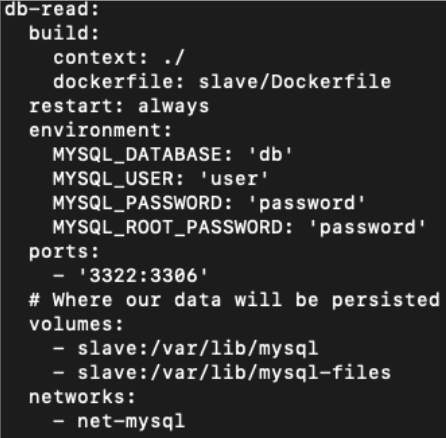 db-read:
  build:
    context: ./
    dockerfile: slave/Dockerfile
  restart: always
  environment:
    MYSQL_DATABASE: 'db'
    MYSQL_USER: 'user'
    MYSQL_PASSWORD: 'password'
    MYSQL_ROOT_PASSWORD: 'password'
  ports:
    - '3322:3306'
  # Where our data will be persisted
  volumes:
    - slave:/var/lib/mysql
    - slave:/var/lib/mysql-files
  networks:
    - net-mysql